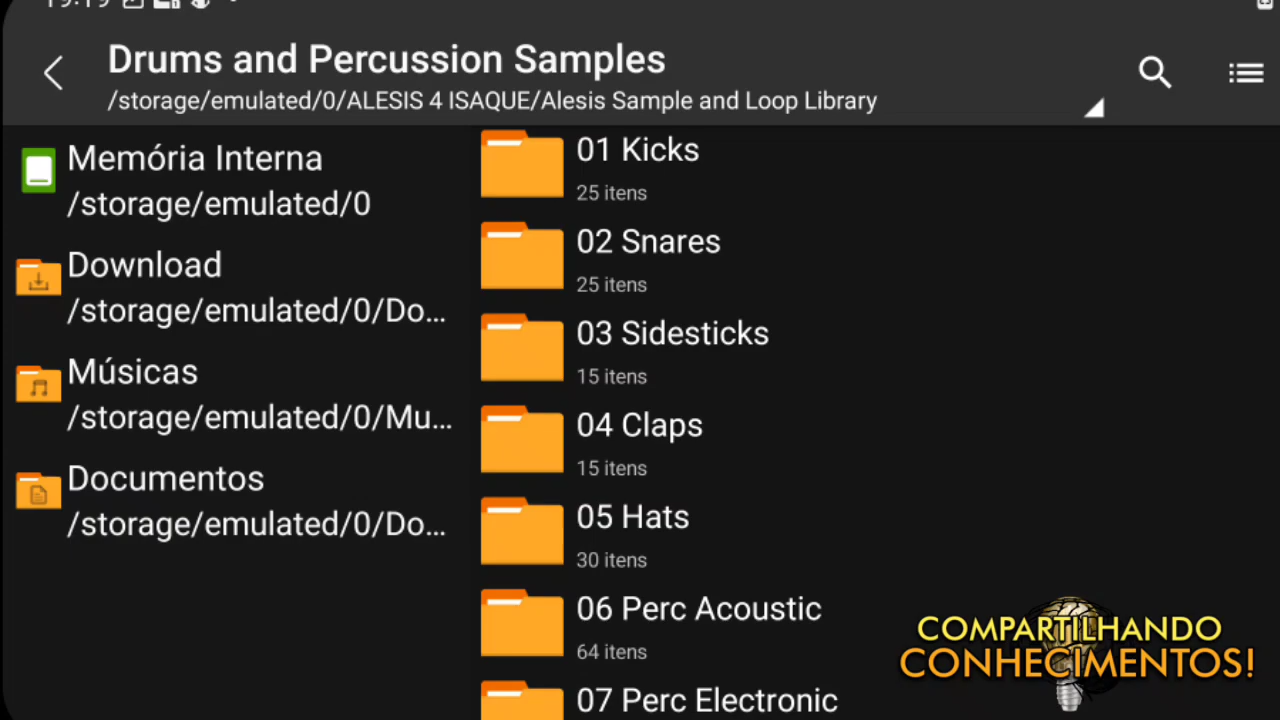 19:19
Drums and Percussion Samples
/storage/emulated/0/ALESIS 4 ISAQUE/Alesis Sample and Loop Library
Memória Interna
/storage/emulated/0
Download
/storage/emulated/0/Do...
Músicas
/storage/emulated/0/Mu...
Documentos
/storage/emulated/0/Do...
01 Kicks
25 itens
02 Snares
25 itens
03 Sidesticks
15 itens
04 Claps
15 itens
05 Hats
30 itens
06 Perc Acoustic
64 itens
07 Perc Electronic
COMPARTILHANDO
CONHECIMENTOS!